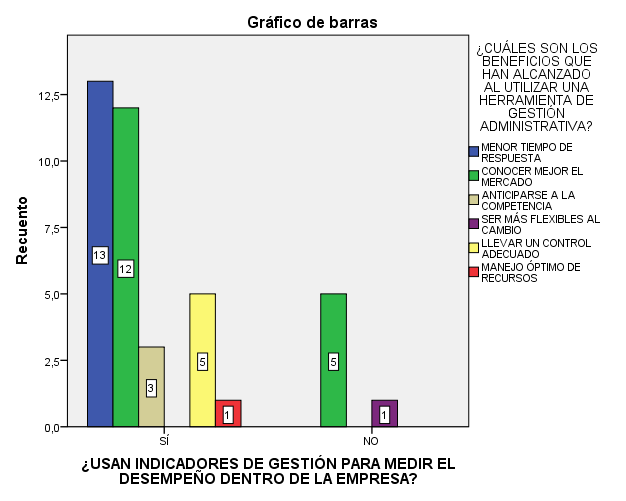 Gráfico de barras
¿CUÁLES SON LOS
BENEFICIOS QUE
HAN ALCANZADO
AL UTILIZAR UNA
HERRAMIENTA DE
GESTIÓN
ADMINISTRATIVA?
MENOR TIEMPO DE
RESPUESTA
CONOCER MEJOR EL
MERCADO
ANTICIPARSE A LA
COMPETENCIA
SER MÁS FLEXIBLES AL
CAMBIO
LLEVAR UN CONTROL
ADECUADO
MANEJO ÓPTIMO DE
RECURSOS
Recuento
12,5
10,0
7,5
5,0
2,5
0,0
13
12
3
5
1
5
1
SÍ
NO
¿USAN INDICADORES DE GESTIÓN PARA MEDIR EL
DESEMPEÑO DENTRO DE LA EMPRESA?